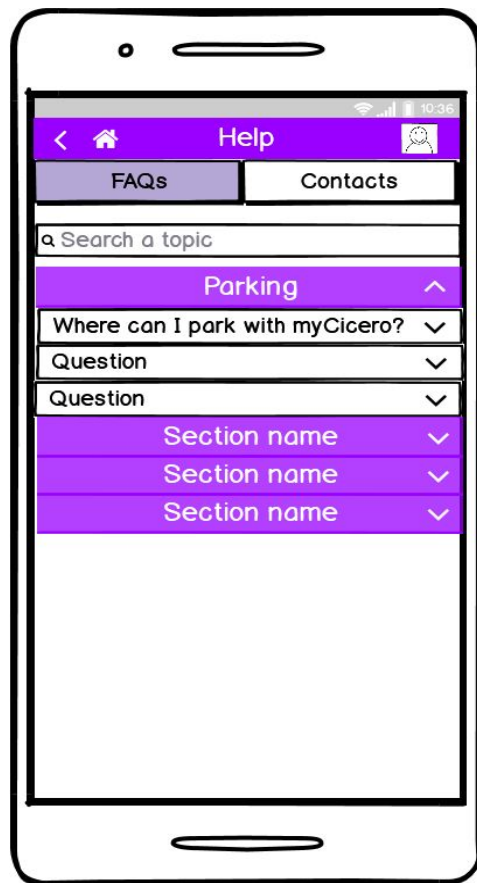 10:36
Help
FAQs Contacts
Search a topic
Parking
Where can I park with myCicero?
Question
Question
Section name
Section name
Section name